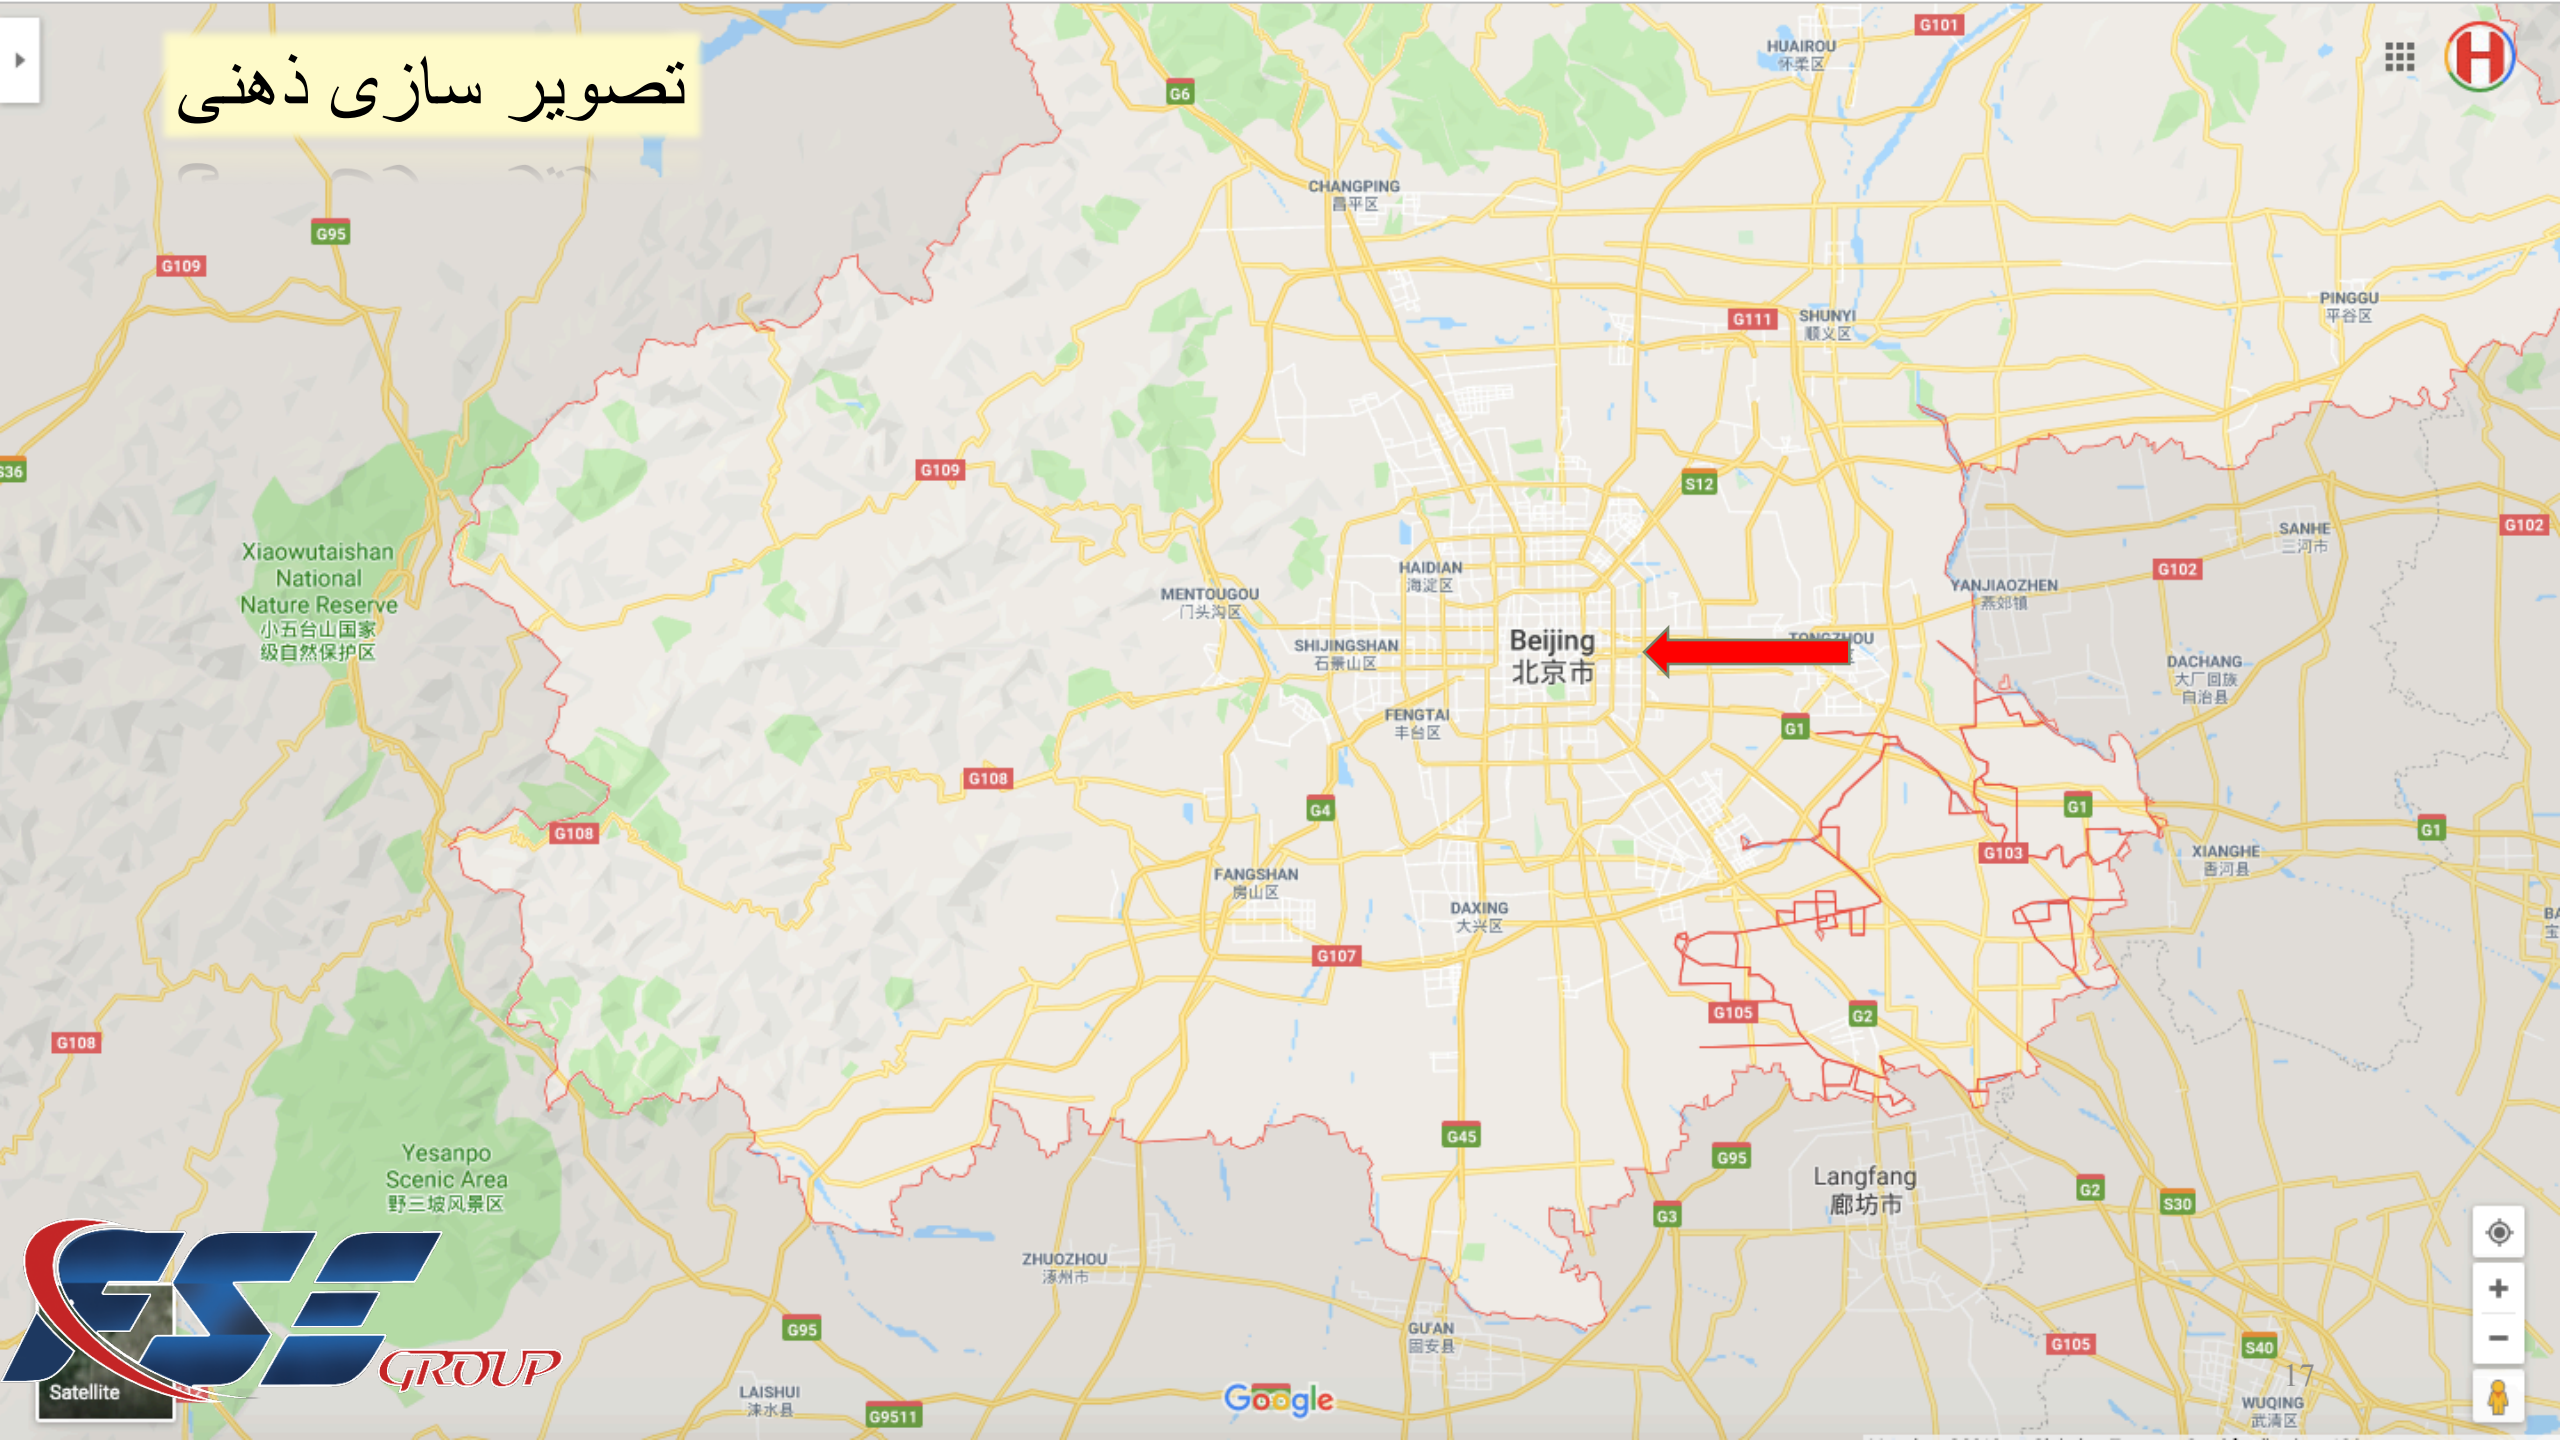 تصویر سازی ذهنی
G101
HUAIROU
怀柔区
G6
CHANGPING
昌平区
G95
G109
G111
SHUNYI
顺义区
PINGGU
平谷区
S36
G109
S12
G102
SANHE
三河市
G102
Xiaowutaishan
National
Nature Reserve
小五台山国家
级自然保护区
HAIDIAN
海淀区
MENTOUGOU
门头沟区
YANJIAOZHEN
燕郊镇
SHIJINGSHAN
石景山区
Beijing
北京市
TONGZHOU
DACHANG
大厂回族
自治县
FENGTAI
丰台区
G1
G108
G4
G1
G1
G108
G103
XIANGHE
香河县
FANGSHAN
房山区
DAXING
大兴区
G107
G105
G2
G108
G45
Yesanpo
Scenic Area
野三坡风景区
G95
Langfang
廊坊市
G2
S30
G3
ZHUOZHOU
涿州市
G95
GU'AN
固安县
G105
S40
17
ESE
GROUP
Satellite
LAISHUI
涞水县
G9511
Google
WUQING
武清区